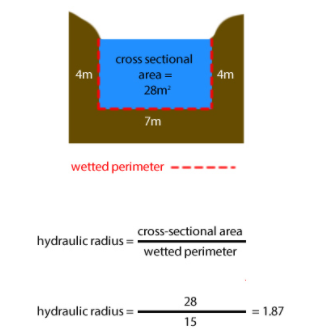 cross sectional
area =
28m²
4m
4m
7m
wetted perimeter
hydraulic radius = cross-sectional area
wetted perimeter
hydraulic radius = 28
15
= 1.87